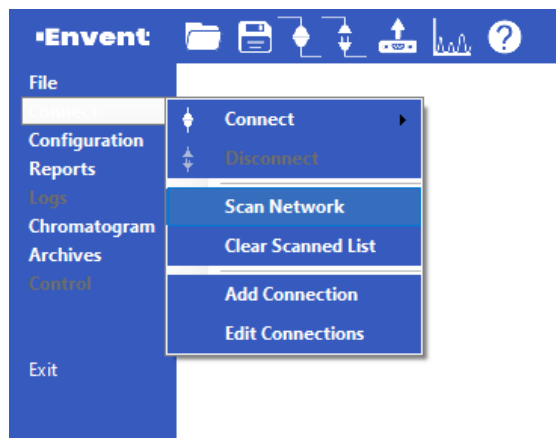 Envent
?
File
Connect
Configuration
Reports
Logs
Chromatogram
Archives
Control
Exit
Connect
Disconnect
Scan Network
Clear Scanned List
Add Connection
Edit Connections